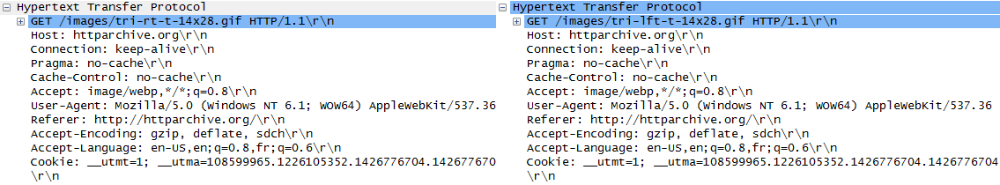 Hypertext Transfer Protocol
GET /images/tri-rt-t-14x28.gif HTTP/1.1\r\n
Host: httparchive.org\r\n
Connection: keep-alive\r\n
Pragma: no-cache\r\n
Cache-Control: no-cache\r\n
Accept: image/webp,*/*;q=0.8\r\n
User-Agent: Mozilla/5.0 (Windows NT 6.1; WOW64) AppleWebKit/537.36
Referer: http://httparchive.org/\r\n
Accept-Encoding: gzip, deflate, sdch\r\n
Accept-Language: en-US,en;q=0.8,fr;q=0.6\r\n
Cookie: __utmt=1; __utma=108599965.1226105352.1426776704.142677670
\r\n
Hypertext Transfer Protocol
GET /images/tri-lft-t-14x28.gif HTTP/1.1\r\n
Host: httparchive.org\r\n
Connection: keep-alive\r\n
Pragma: no-cache\r\n
Cache-Control: no-cache\r\n
Accept: image/webp,*/*;q=0.8\r\n
User-Agent: Mozilla/5.0 (Windows NT 6.1; WOW64) AppleWebKit/537.36
Referer: http://httparchive.org/\r\n
Accept-Encoding: gzip, deflate, sdch\r\n
Accept-Language: en-US,en;q=0.8,fr;q=0.6\r\n
Cookie: __utmt=1; __utma=108599965.1226105352.1426776704.1426776704
\r\n